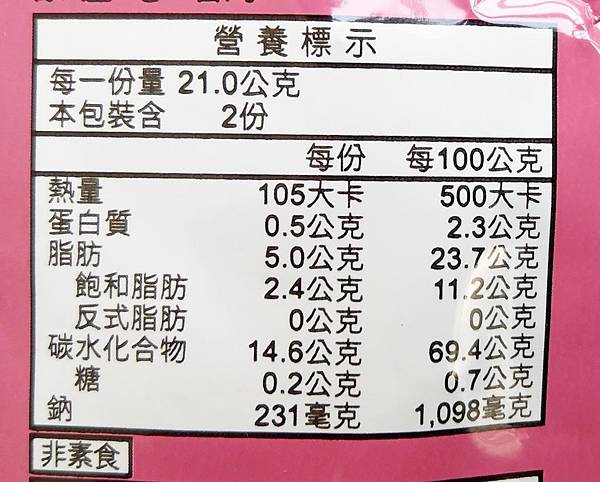 營養標示
每一份量 21.0公克
本包裝含 2份
每份 每100公克
熱量 105大卡 500大卡
蛋白質 0.5公克 2.3公克
脂肪 5.0公克 23.7公克
飽和脂肪 2.4公克 11.2公克
反式脂肪 0公克 0公克
碳水化合物 14.6公克 69.4公克
糖 0.2公克 0.7公克
鈉 231毫克 1,098毫克
非素食